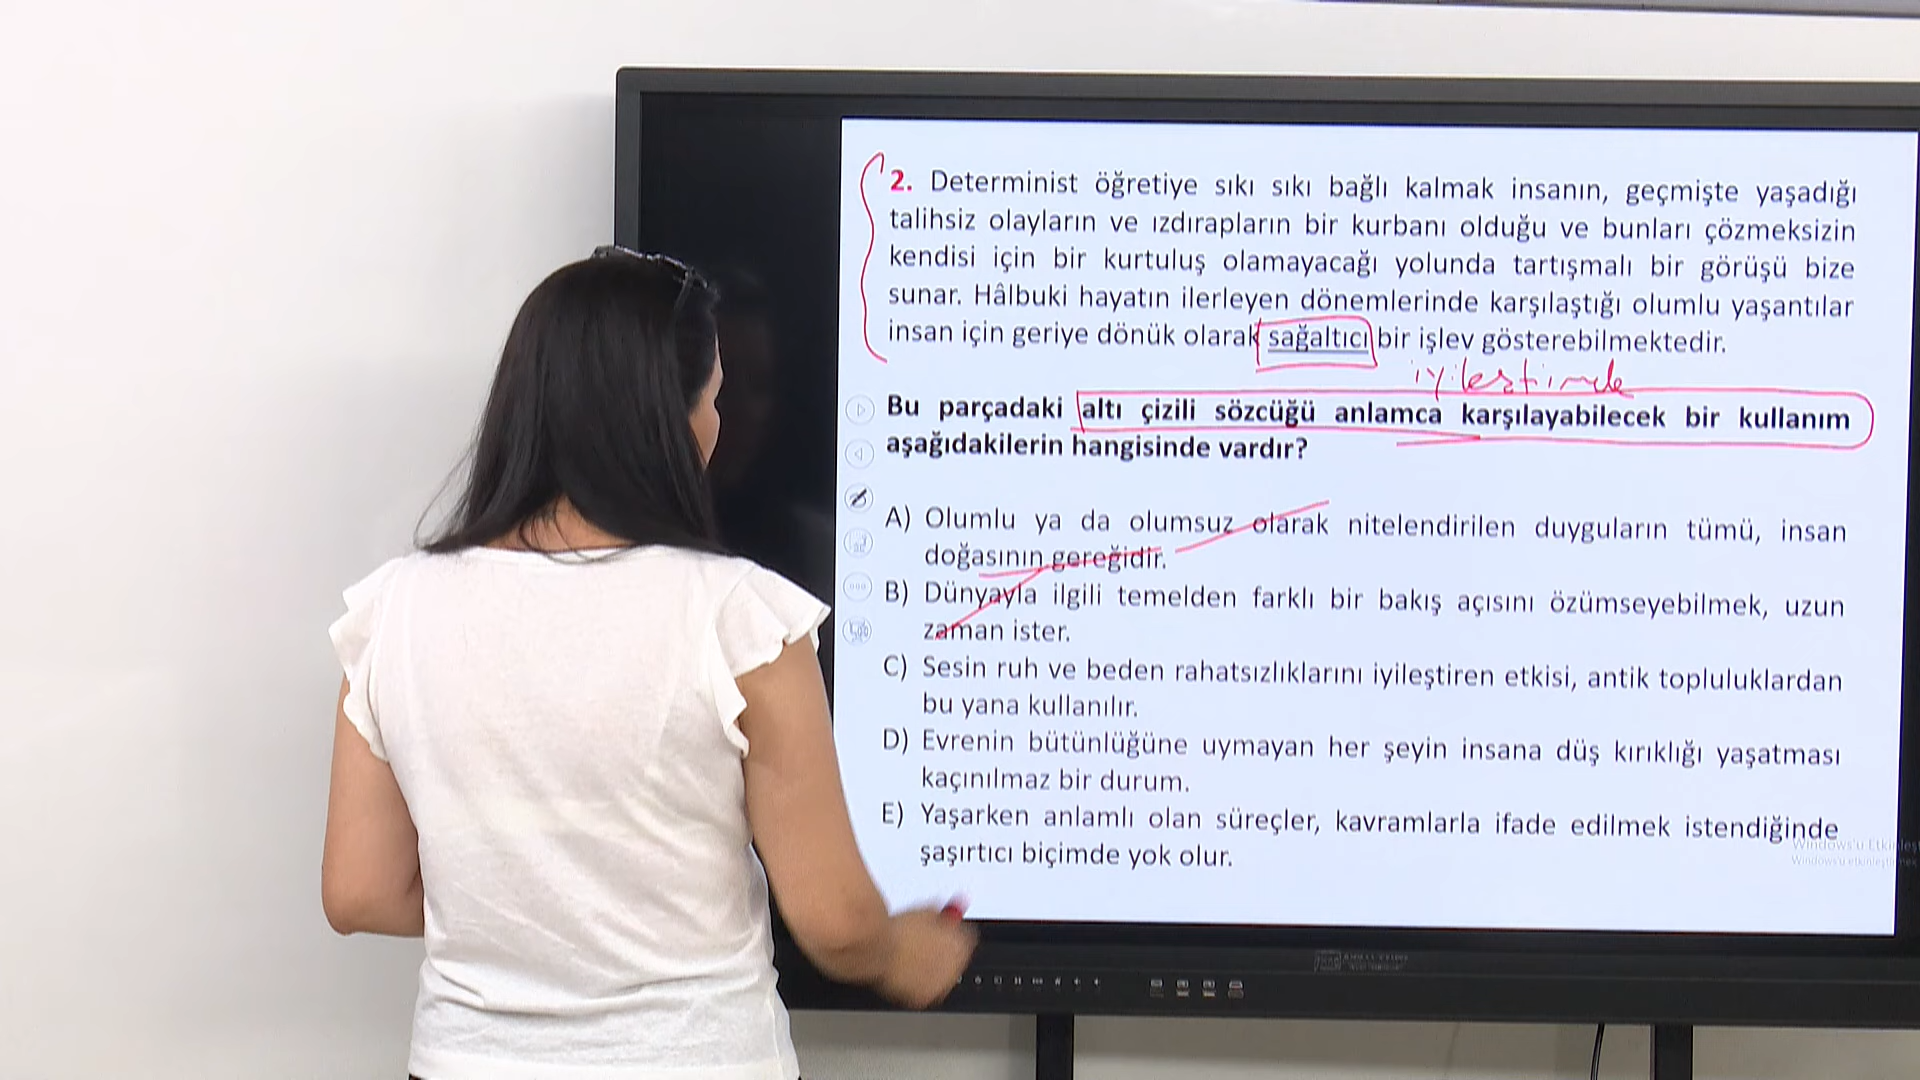 2. Determinist öğretiye sıkı sıkı bağlı kalmak insanın, geçmişte yaşadığı
talihsiz olayların ve ızdırapların bir kurbanı olduğu ve bunları çözmeksizin
kendisi için bir kurtuluş olamayacağı yolunda tartışmalı bir görüşü bize
sunar. Hâlbuki hayatın ilerleyen dönemlerinde karşılaştığı olumlu yaşantılar
insan için geriye dönük olarak sağaltıcı bir işlev gösterebilmektedir.
Bu parçadaki altı çizili sözcüğü anlamca karşılayabilecek bir kullanım
aşağıdakilerin hangisinde vardır?
A) Olumlu ya da olumsuz olarak nitelendirilen duyguların tümü, insan
doğasının gereğidir.
B) Dünyayla ilgili temelden farklı bir bakış açısını özümseyebilmek, uzun
zaman ister.
C) Sesin ruh ve beden rahatsızlıklarını iyileştiren etkisi, antik topluluklardan
bu yana kullanılır.
D) Evrenin bütünlüğüne uymayan her şeyin insana düş kırıklığı yaşatması
kaçınılmaz bir durum.
E) Yaşarken anlamlı olan süreçler, kavramlarla ifade edilmek istendiğinde
şaşırtıcı biçimde yok olur.